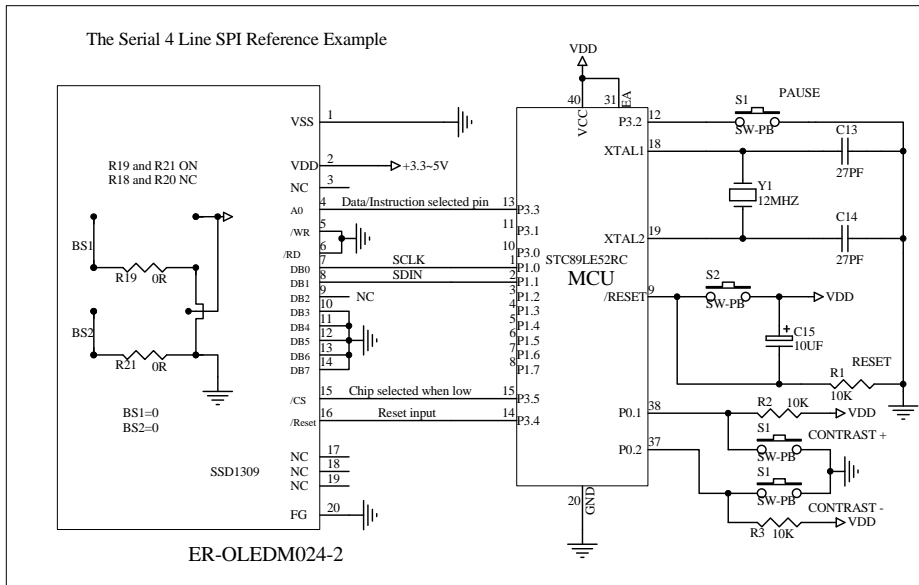 The Serial 4 Line SPI Reference Example
R19 and R21 ON
R18 and R20 NC
BS1
R19 0R
BS2
R21 0R
BS1=0
BS2=0
SSD1309
VSS 1
VDD 2 +3.3~5V
NC 3
A0 4 Data/Instruction selected pin 13 P3.3
/WR 5
/RD 6
DB0 7 SCLK 1 P1.0
DB1 8 SDIN 2 P1.1
DB2 9 NC
DB3 10
DB4 11
DB5 12
DB6 13
DB7 14
/CS 15 Chip selected when low 15 P3.5
/Reset 16 Reset input 14 P3.4
NC 17
NC 18
NC 19
FG 20
ER-OLEDM024-2
11 P3.1
10 P3.0
3 P1.2
4 P1.3
5 P1.4
6 P1.5
7 P1.6
8 P1.7
STC89LE52RC
MCU
VDD
40 VCC
31 EA
20 GND
P3.2 12
XTAL1 18
XTAL2 19
/RESET 9
P0.1 38
P0.2 37
S1 PAUSE
SW-PB
C13
27PF
Y1
12MHZ
C14
27PF
S2
SW-PB
VDD
C15
10UF
RESET
R1
10K
R2 10K
VDD
S1
CONTRAST +
SW-PB
S1
SW-PB
CONTRAST -
R3 10K
VDD